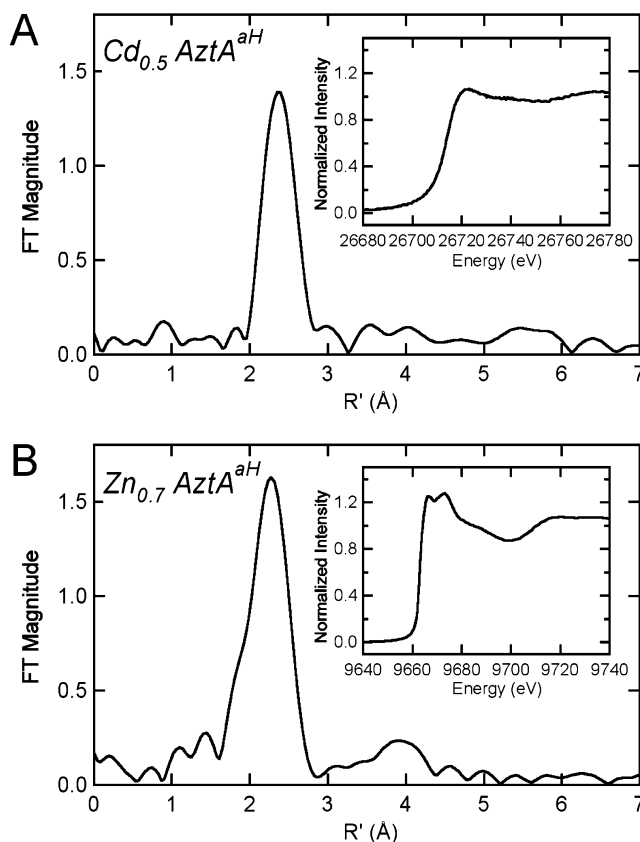 A
Cd0.5 AztAaH
1.5
1.0
0.5
0.0
FT Magnitude
0 1 2 3 4 5 6 7
R' (Å)
1.2
0.8
0.4
0.0
Normalized Intensity
26680 26700 26720 26740 26760 26780
Energy (eV)
B
Zn0.7 AztAaH
1.5
1.0
0.5
0.0
FT Magnitude
0 1 2 3 4 5 6 7
R' (Å)
1.2
0.8
0.4
0.0
Normalized Intensity
9640 9660 9680 9700 9720 9740
Energy (eV)